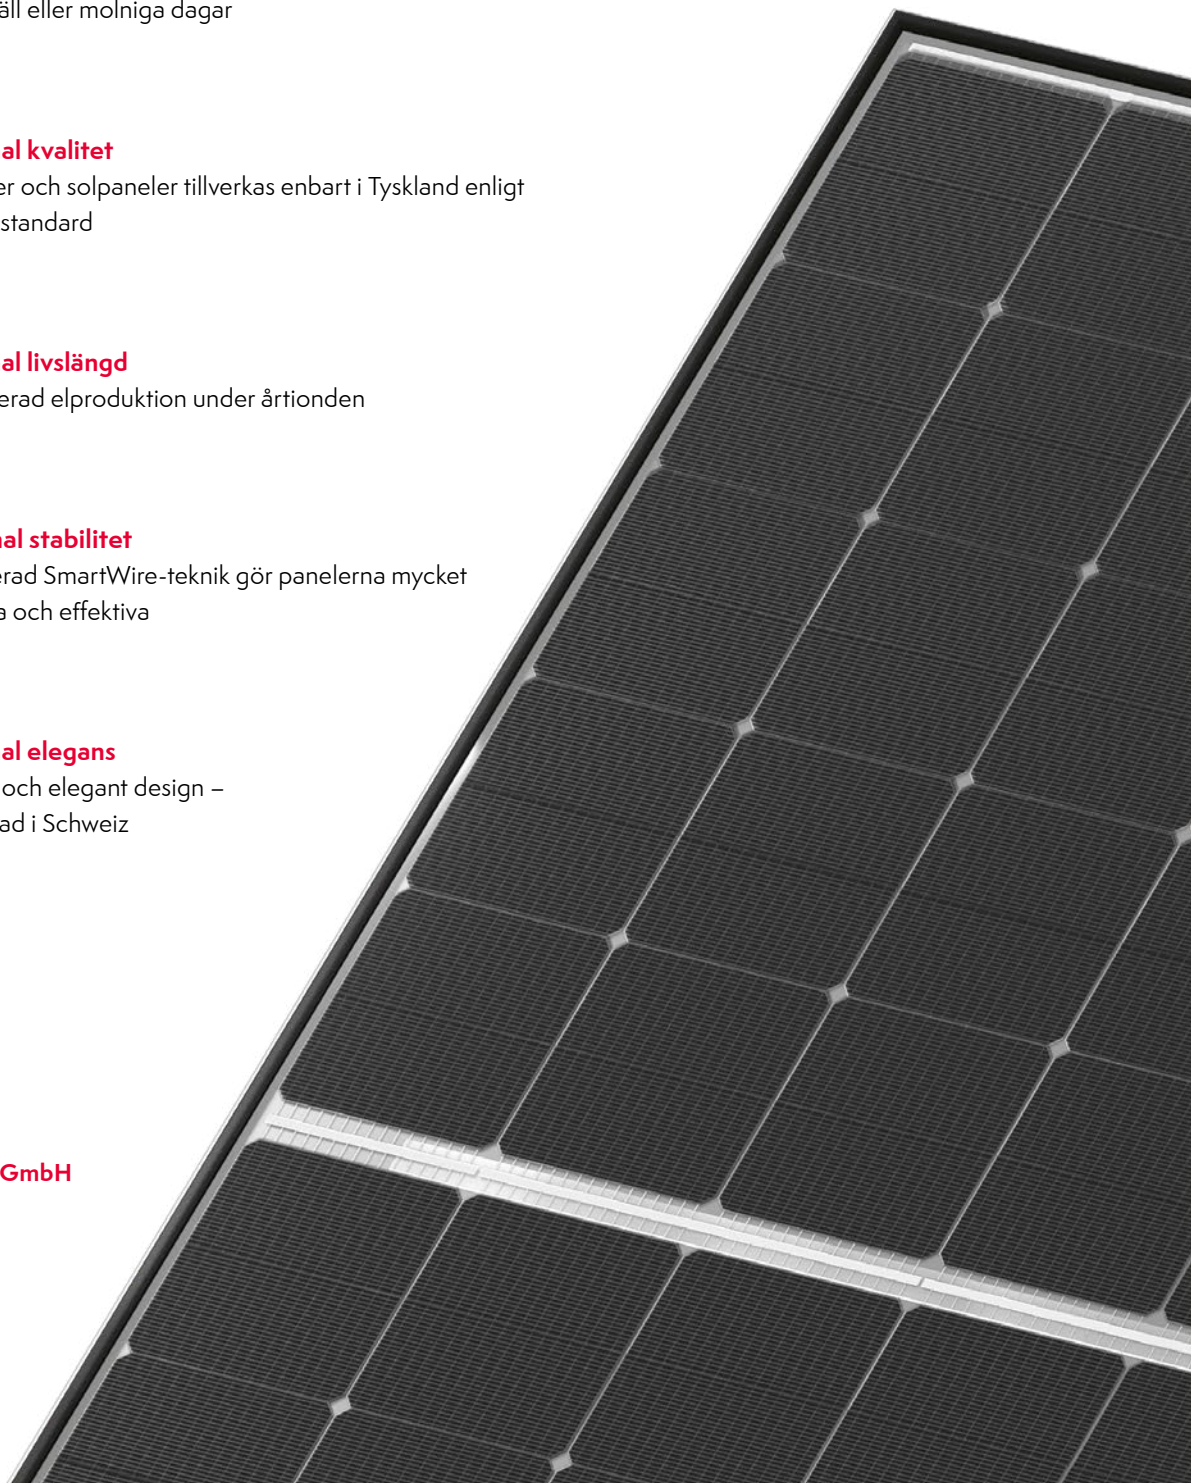 äll eller molniga dagar
al kvalitet
er och solpaneler tillverkas enbart i Tyskland enligt
standard
al livslängd
erad elproduktion under årtionden
al stabilitet
erad SmartWire-teknik gör panelerna mycket
a och effektiva
al elegans
och elegant design –
ad i Schweiz
GmbH